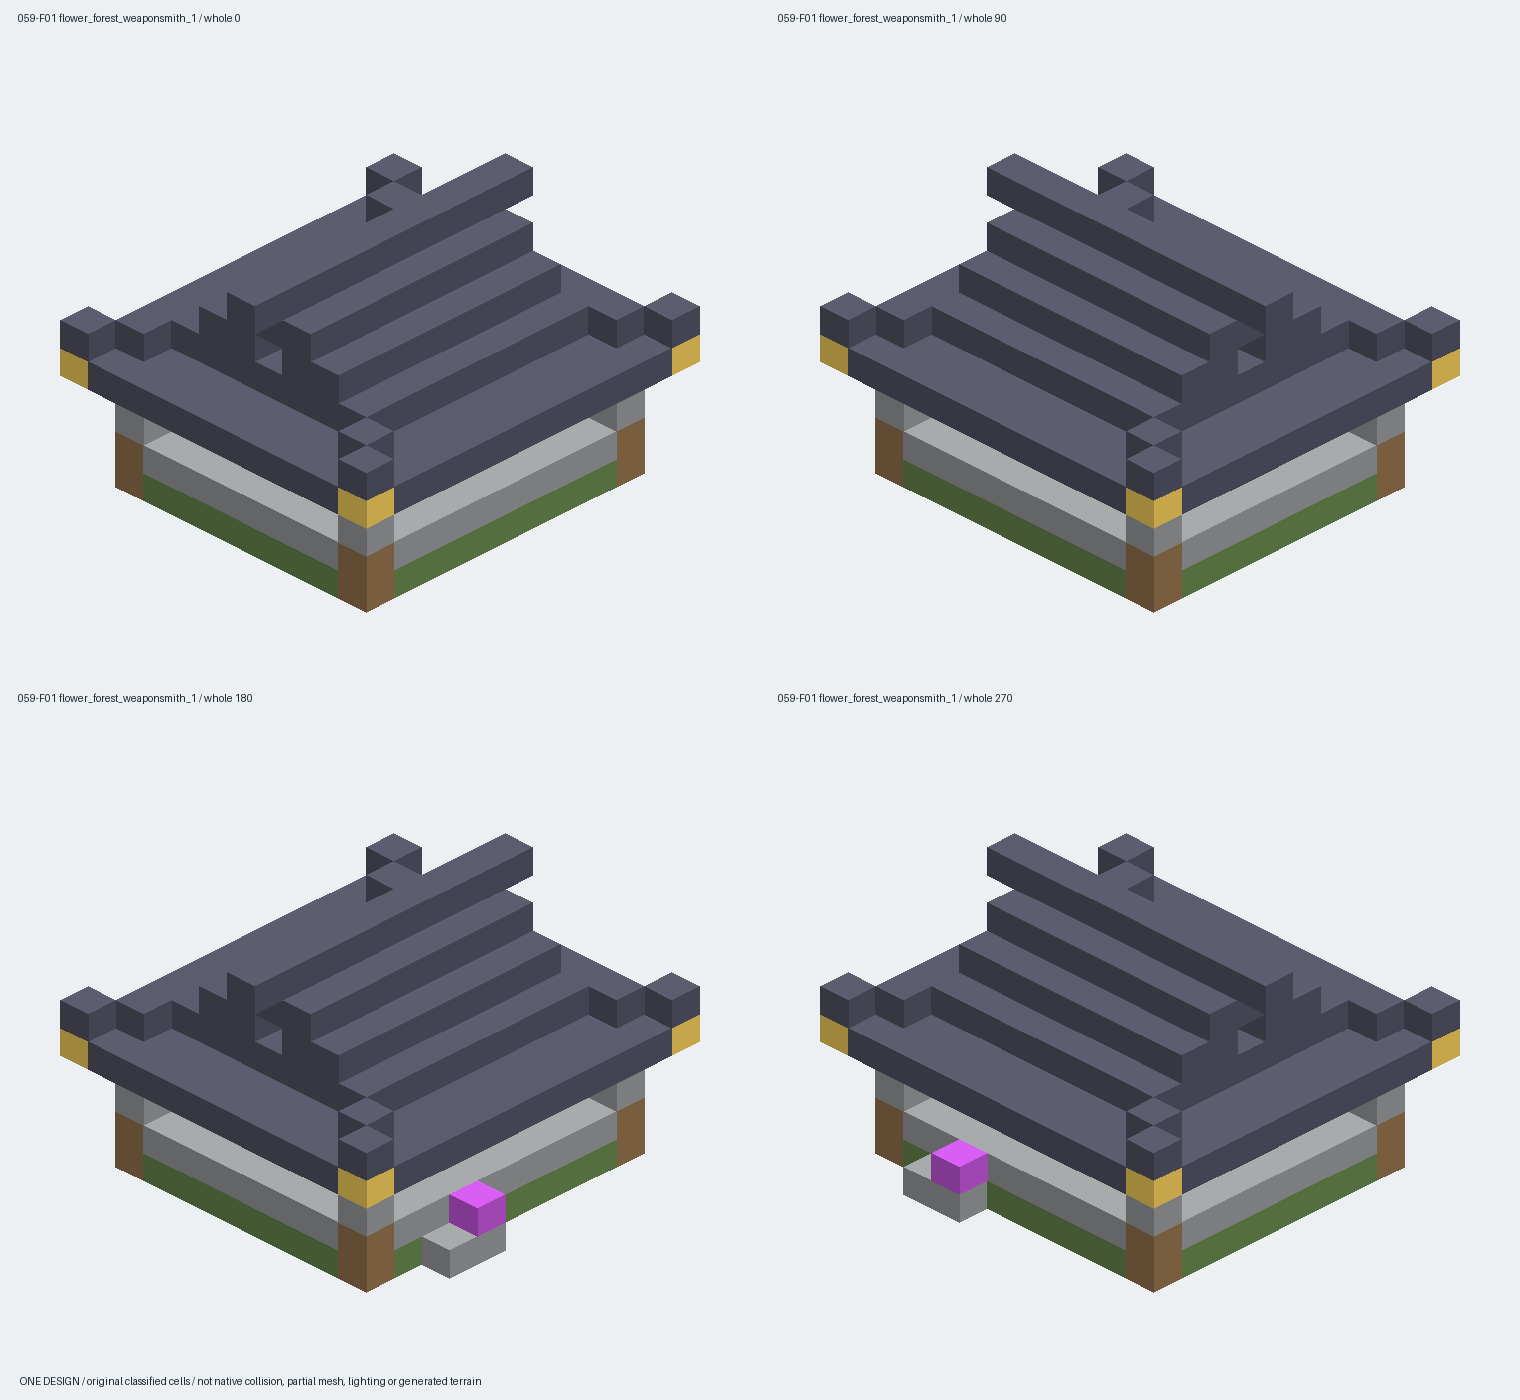 059-F01 flower_forest_weaponsmith_1 / whole 0
059-F01 flower_forest_weaponsmith_1 / whole 90
059-F01 flower_forest_weaponsmith_1 / whole 180
059-F01 flower_forest_weaponsmith_1 / whole 270
ONE DESIGN / original classified cells / not native collision, partial mesh, lighting or generated terrain